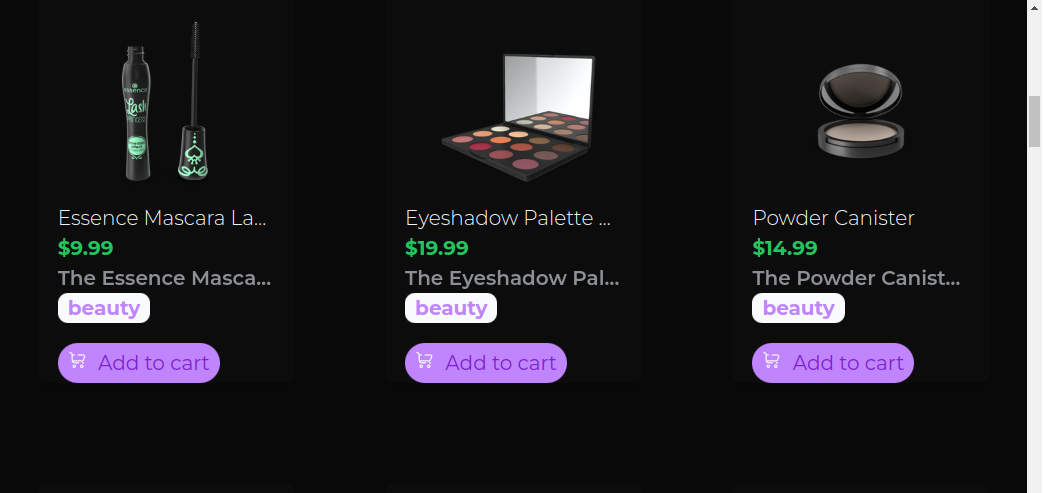 essence
Lash
Essence Mascara La...
$9.99
The Essence Masca...
beauty
Add to cart
Eyeshadow Palette ...
$19.99
The Eyeshadow Pal...
beauty
Add to cart
Powder Canister
$14.99
The Powder Canist...
beauty
Add to cart